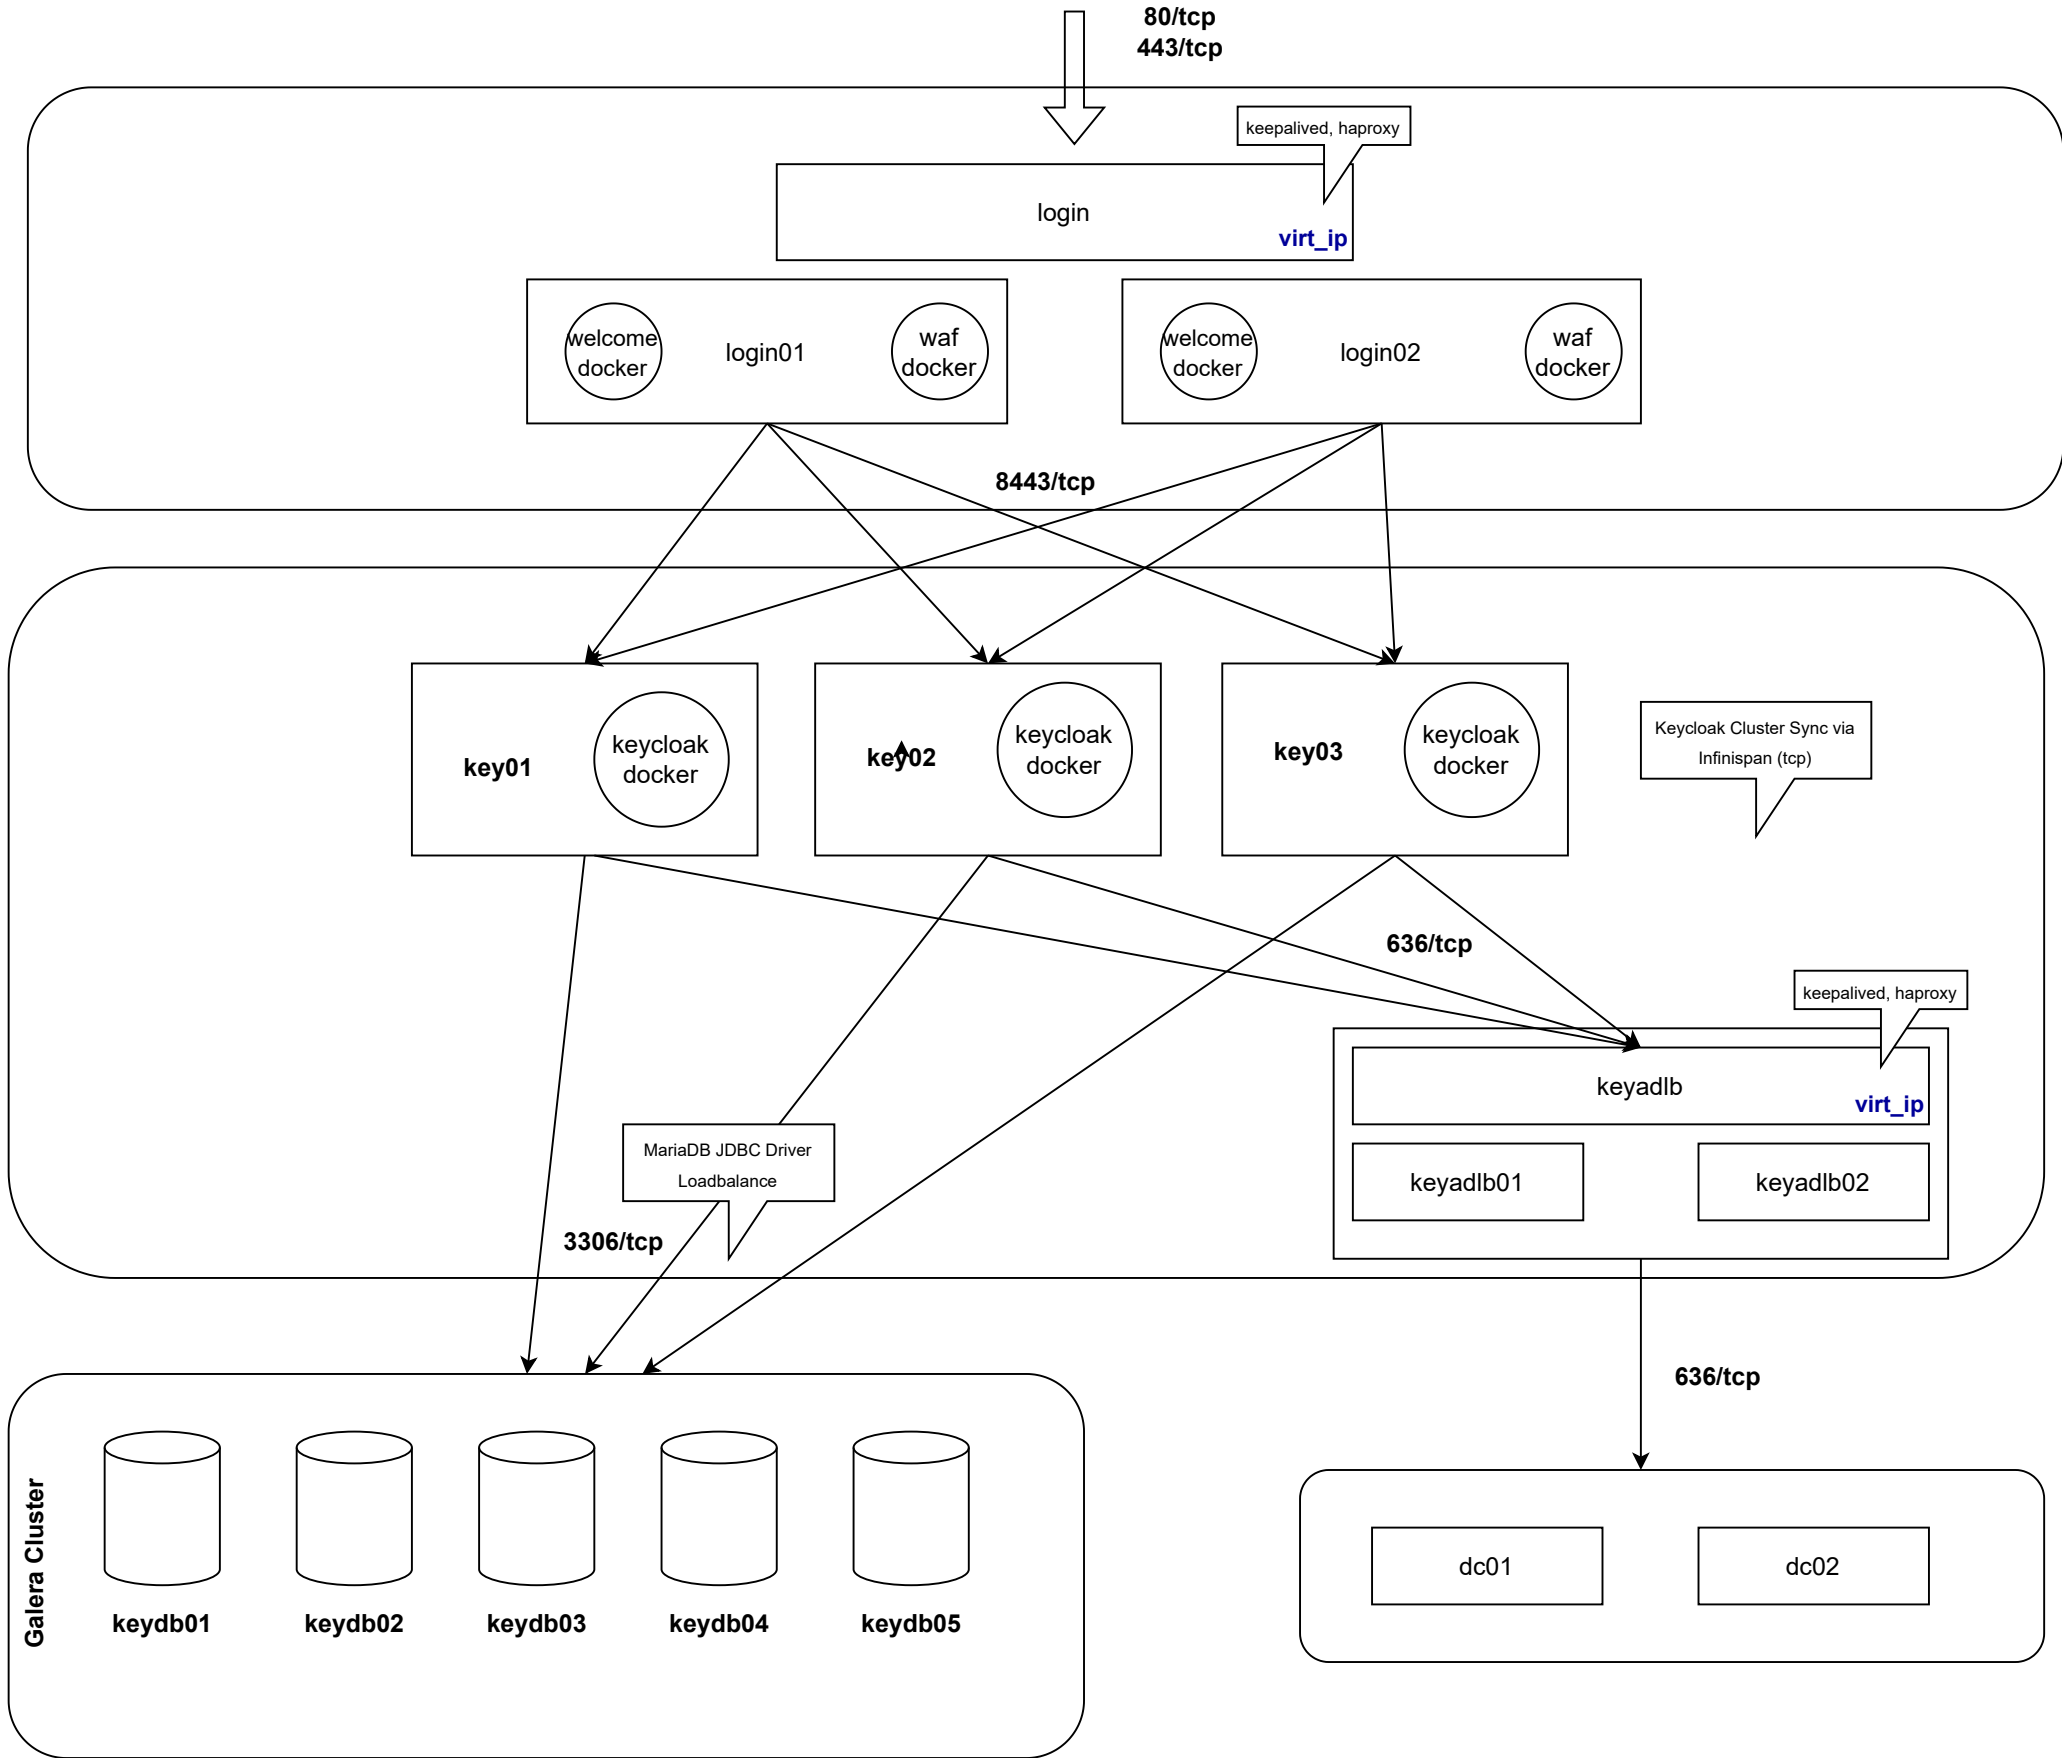 80/tcp
443/tcp
keepalived, haproxy
login
virt_ip
welcome
docker
login01
waf
docker
welcome
docker
login02
waf
docker
8443/tcp
key01
keycloak
docker
key02
keycloak
docker
key03
keycloak
docker
Keycloak Cluster Sync via
Infinispan (tcp)
636/tcp
keepalived, haproxy
keyadlb
virt_ip
keyadlb01
keyadlb02
MariaDB JDBC Driver
Loadbalance
3306/tcp
636/tcp
Galera Cluster
keydb01
keydb02
keydb03
keydb04
keydb05
dc01
dc02